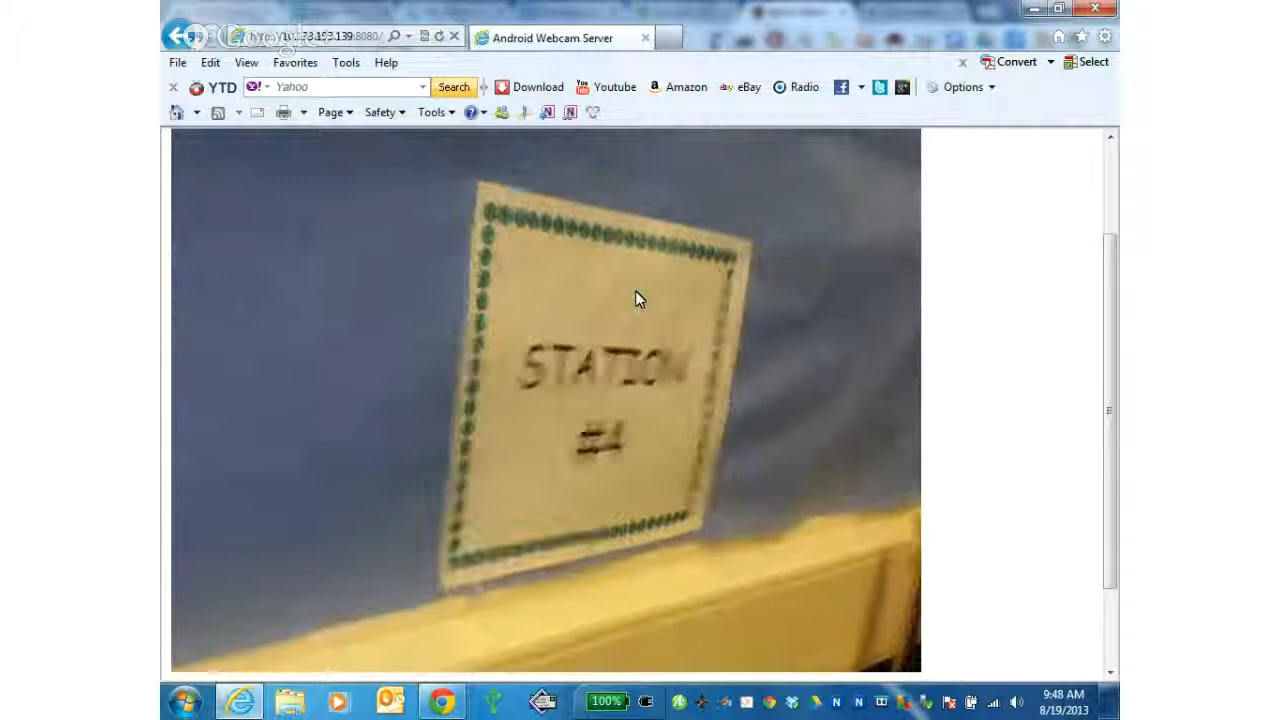 Google+
Android Webcam Server
File Edit View Favorites Tools Help
Convert Select
YTD Yahoo Search Download Youtube Amazon eBay Radio Options
Page Safety Tools
STATION
#4
100%
9:48 AM
8/19/2013